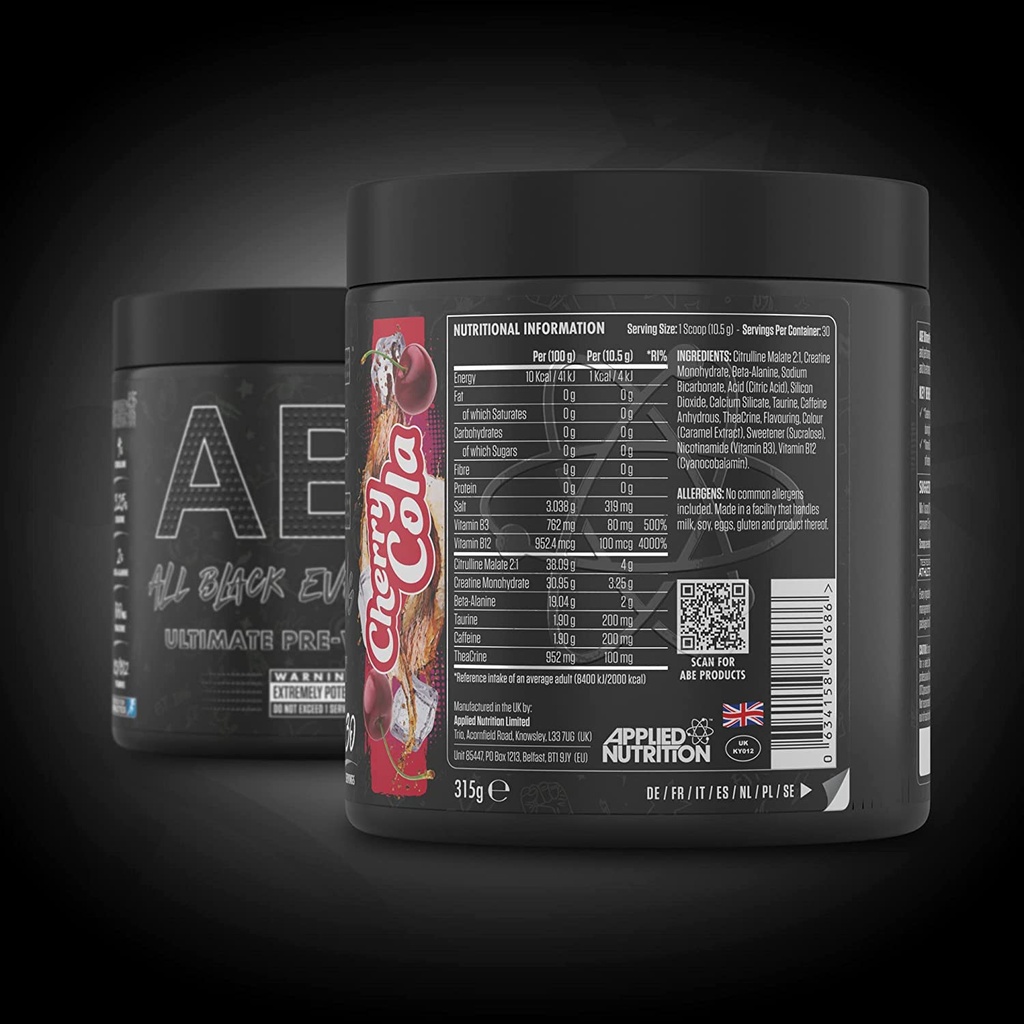 NUTRITIONAL INFORMATION Serving Size: 1 Scoop (10.5 g) - Servings Per Container: 30
Per (100 g) Per (10.5 g) *RI%
Energy 10 Kcal / 41 kJ 1 Kcal / 4 kJ
Fat 0 g 0 g
of which Saturates 0 g 0 g
Carbohydrates 0 g 0 g
of which Sugars 0 g 0 g
Fibre 0 g 0 g
Protein 0 g 0 g
Salt 3.038 g 319 mg
Vitamin B3 762 mg 80 mg 500%
Vitamin B12 952.4 mcg 100 mcg 4000%
Citrulline Malate 2:1 38.09 g 4 g
Creatine Monohydrate 30.95 g 3.25 g
Beta-Alanine 19.04 g 2 g
Taurine 1.90 g 200 mg
Caffeine 1.90 g 200 mg
TheaCrine 952 mg 100 mg
*Reference intake of an average adult (8400 kJ/2000 kcal)
INGREDIENTS: Citrulline Malate 2:1, Creatine
Monohydrate, Beta-Alanine, Sodium
Bicarbonate, Acid (Citric Acid), Silicon
Dioxide, Calcium Silicate, Taurine, Caffeine
Anhydrous, TheaCrine, Flavouring, Colour
(Caramel Extract), Sweetener (Sucralose),
Nicotinamide (Vitamin B3), Vitamin B12
(Cyanocobalamin).
ALLERGENS: No common allergens
included. Made in a facility that handles
milk, soy, eggs, gluten and product thereof.
SCAN FOR
ABE PRODUCTS
Manufactured in the UK by:
Applied Nutrition Limited
Trio, Acornfield Road, Knowsley, L33 7UG (UK)
Unit 85447, PO Box 1213, Belfast, BT1 9JY (EU)
APPLIED
NUTRITION
UK
KY012
0 634158 661686 >
315g e
DE / FR / IT / ES / NL / PL / SE
Cherry
Cola
AB
ALL BLACK EV
ULTIMATE PRE-
WARNIN
EXTREMELY POTE
DO NOT EXCEED 1 SER